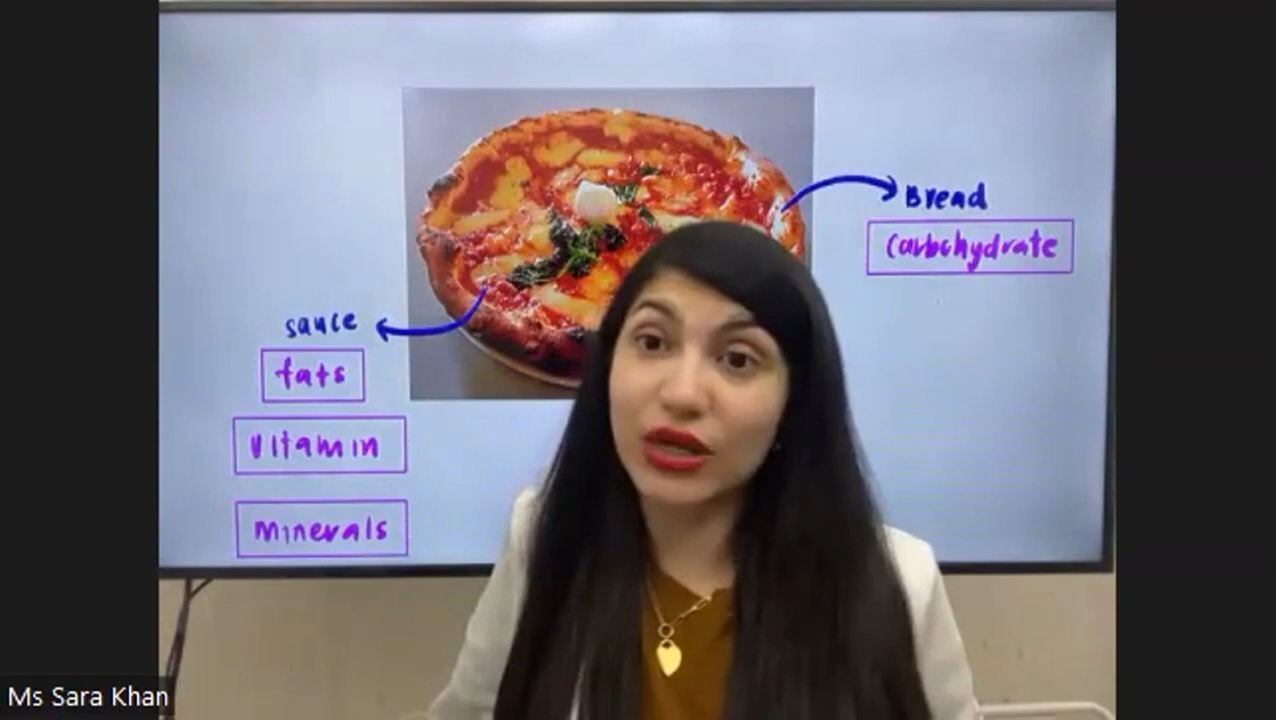 Bread
Carbohydrate
sauce
fats
vitamin
minerals
Ms Sara Khan